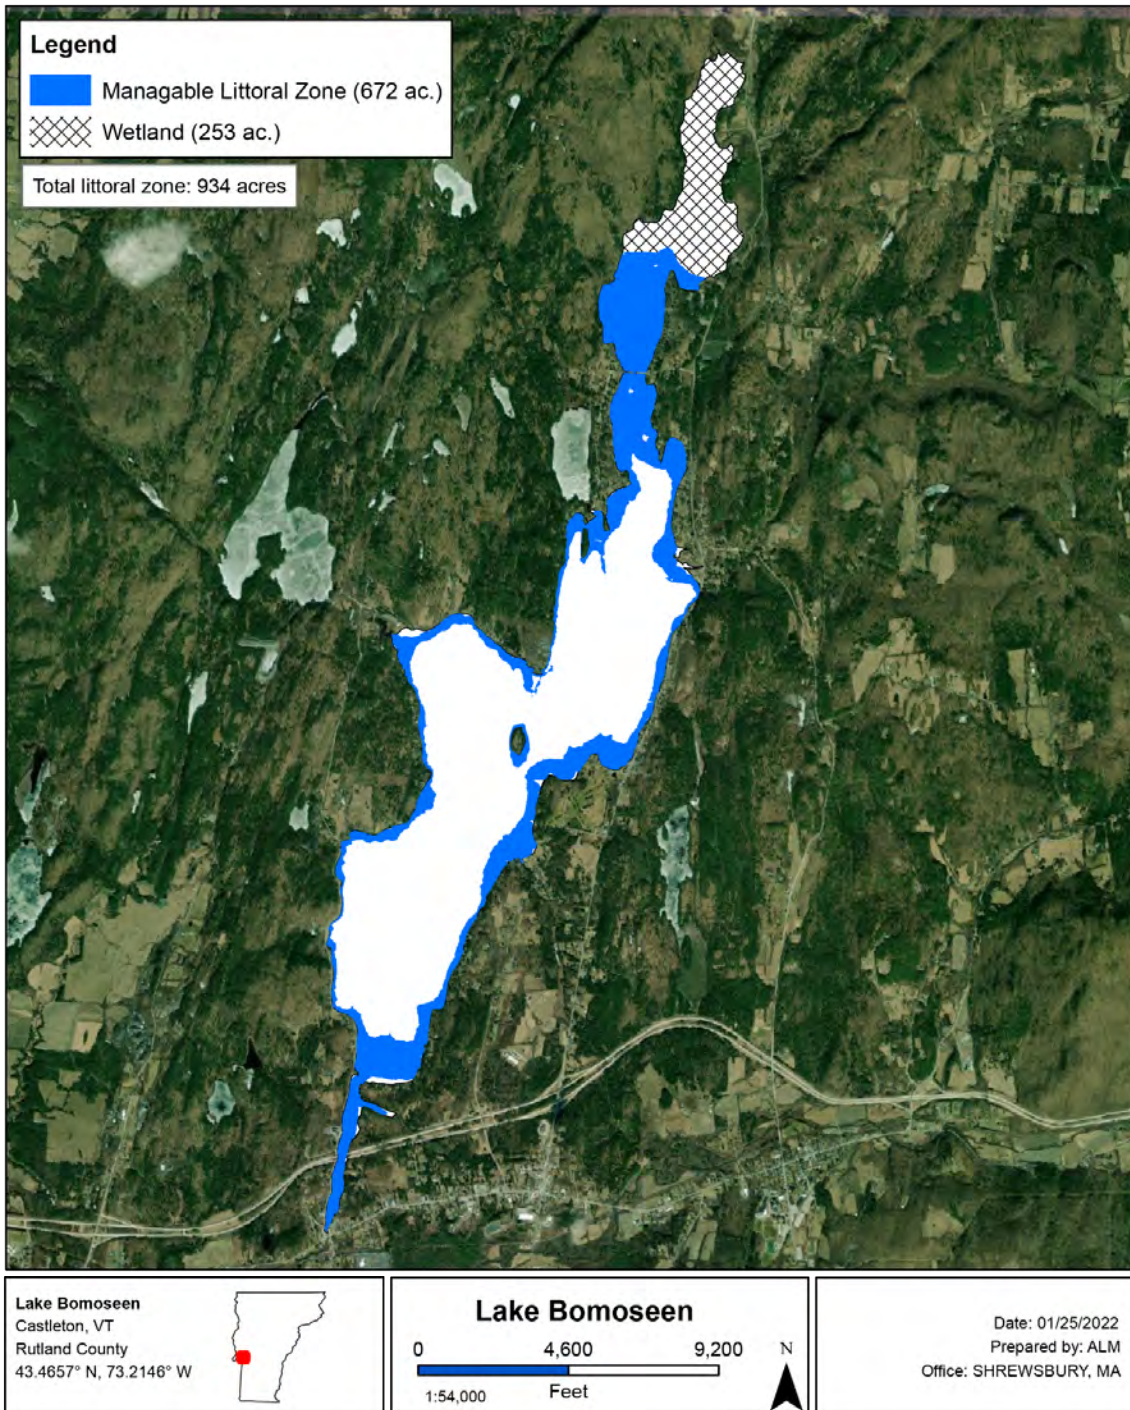 Legend
Managable Littoral Zone (672 ac.)
Wetland (253 ac.)
Total littoral zone: 934 acres
Lake Bomoseen
Castleton, VT
Rutland County
43.4657° N, 73.2146° W
Lake Bomoseen
0 4,600 9,200
1:54,000 Feet
N
Date: 01/25/2022
Prepared by: ALM
Office: SHREWSBURY, MA